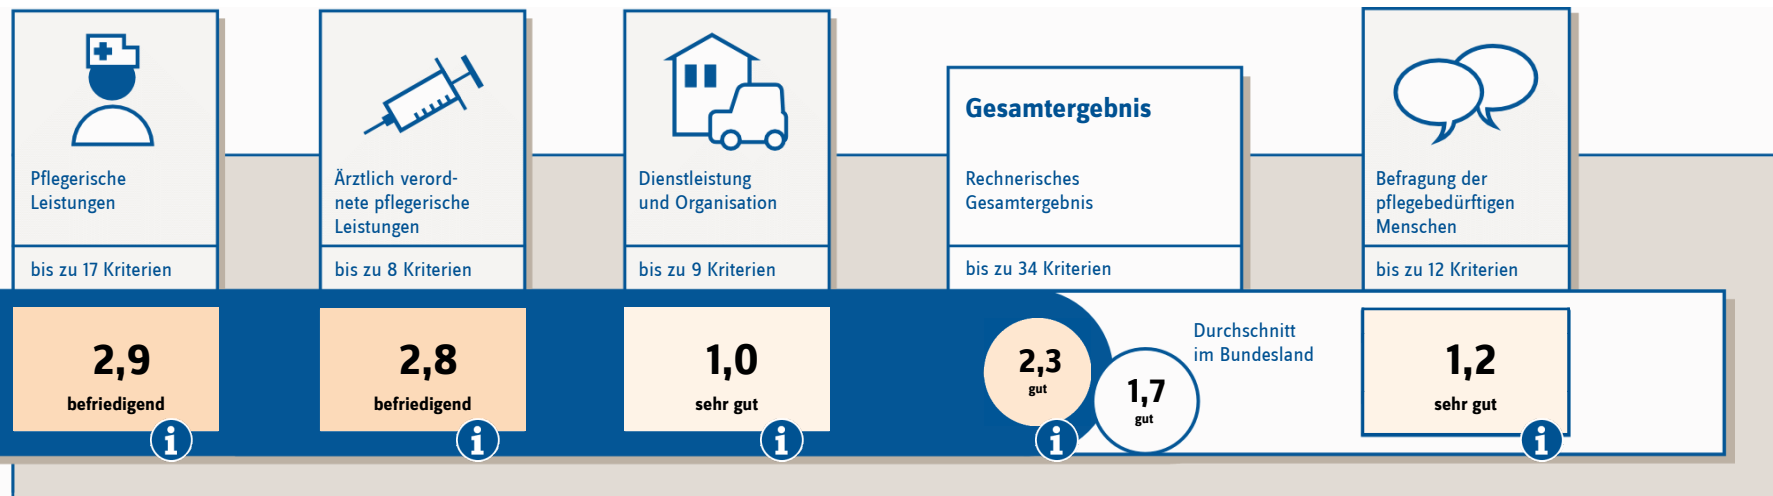 Pflegerische
Leistungen
bis zu 17 Kriterien
2,9
befriedigend
i
Ärztlich verord-
nete pflegerische
Leistungen
bis zu 8 Kriterien
2,8
befriedigend
i
Dienstleistung
und Organisation
bis zu 9 Kriterien
1,0
sehr gut
i
Gesamtergebnis
Rechnerisches
Gesamtergebnis
bis zu 34 Kriterien
2,3
gut
i
1,7
gut
Durchschnitt
im Bundesland
Befragung der
pflegebedürftigen
Menschen
bis zu 12 Kriterien
1,2
sehr gut
i